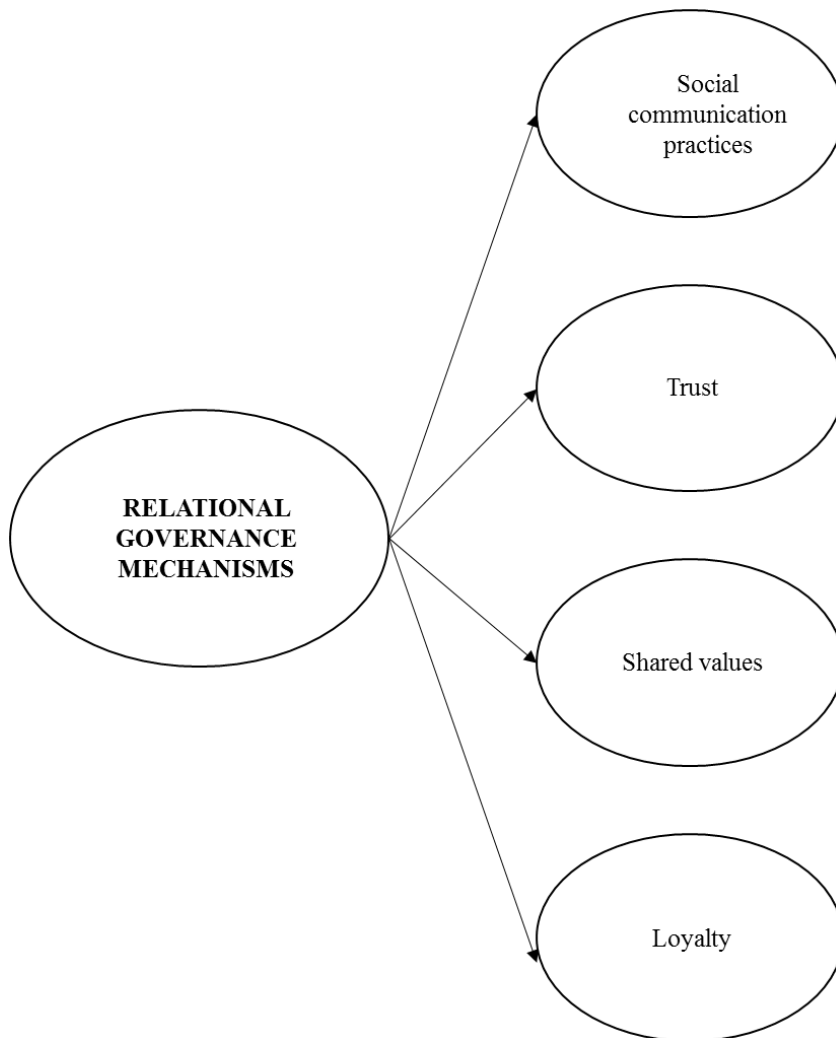 Social
communication
practices
Trust
RELATIONAL
GOVERNANCE
MECHANISMS
Shared values
Loyalty